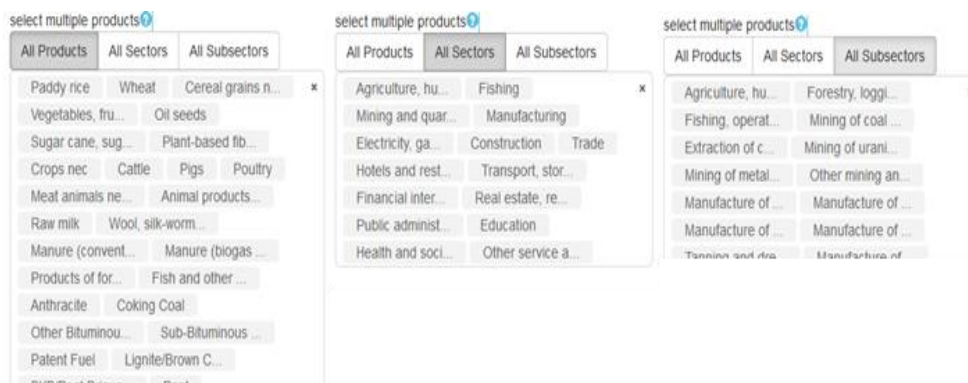 select multiple products?
All Products All Sectors All Subsectors
Paddy rice Wheat Cereal grains n... ×
Vegetables, fru... Oil seeds
Sugar cane, sug... Plant-based fib...
Crops nec Cattle Pigs Poultry
Meat animals ne... Animal products...
Raw milk Wool, silk-worm...
Manure (convent... Manure (biogas ...
Products of for... Fish and other ...
Anthracite Coking Coal
Other Bituminou... Sub-Bituminous ...
Patent Fuel Lignite/Brown C...
select multiple products?
All Products All Sectors All Subsectors
Agriculture, hu... Fishing ×
Mining and quar... Manufacturing
Electricity, ga... Construction Trade
Hotels and rest... Transport, stor...
Financial inter... Real estate, re...
Public administ... Education
Health and soci... Other service a...
select multiple products?
All Products All Sectors All Subsectors
Agriculture, hu... Forestry, loggi...
Fishing, operat... Mining of coal ...
Extraction of c... Mining of urani...
Mining of metal... Other mining an...
Manufacture of ... Manufacture of ...
Manufacture of ... Manufacture of ...
Tanning and dre... Manufacture of ...